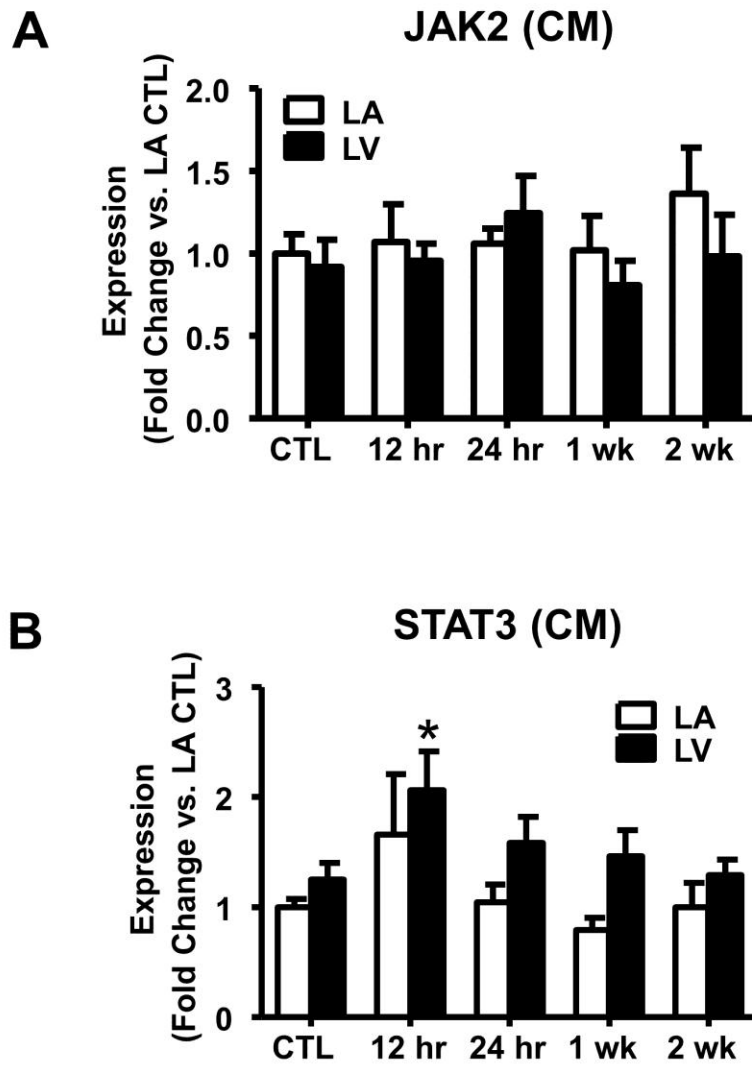 A
JAK2 (CM)
Expression
(Fold Change vs. LA CTL)
2.0
1.5
1.0
0.5
0.0
LA
LV
CTL 12 hr 24 hr 1 wk 2 wk
B
STAT3 (CM)
Expression
(Fold Change vs. LA CTL)
3
2
1
0
*
LA
LV
CTL 12 hr 24 hr 1 wk 2 wk